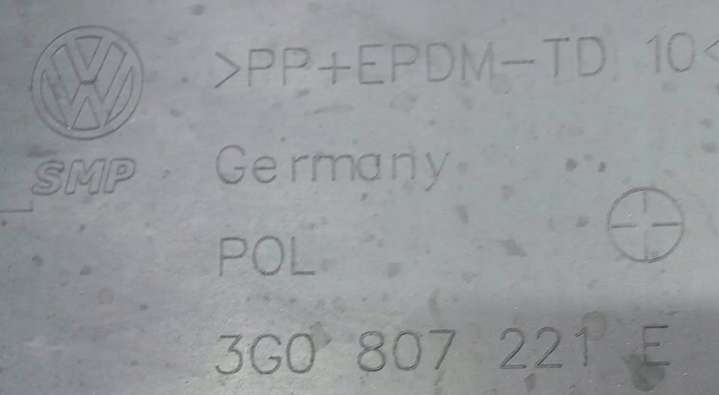 >PP+EPDM-TD 10<
SMP
Germany
POL
3G0 807 221 E